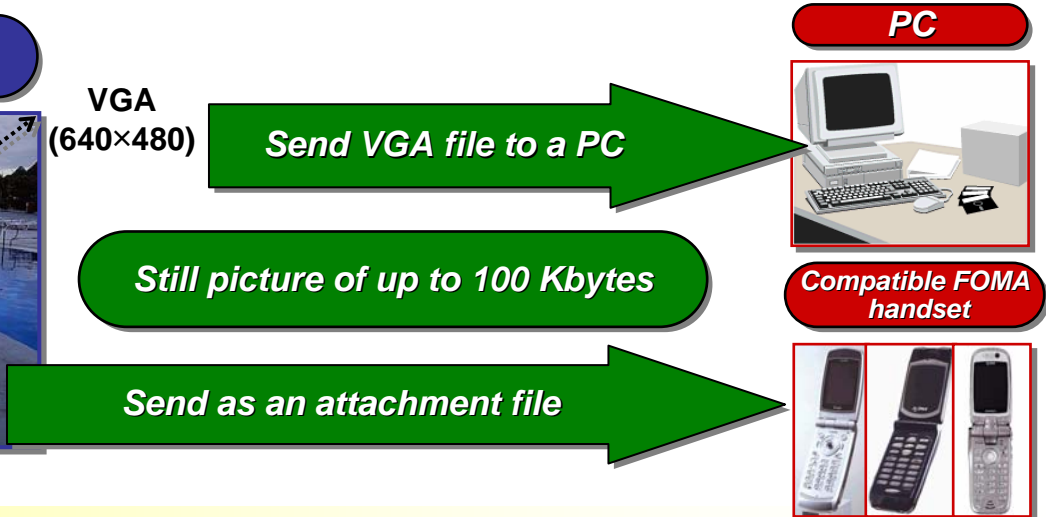 PC
VGA
(640×480)
Send VGA file to a PC
Still picture of up to 100 Kbytes
Compatible FOMA
handset
Send as an attachment file